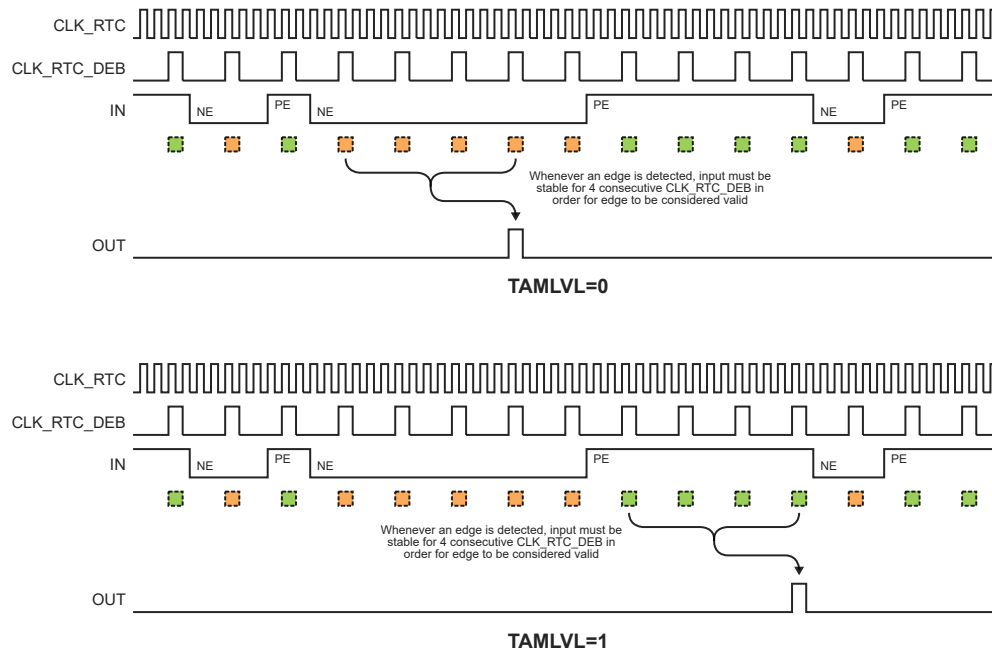 CLK_RTC
CLK_RTC_DEB
IN
NE
PE
NE
PE
NE
PE
Whenever an edge is detected, input must be
stable for 4 consecutive CLK_RTC_DEB in
order for edge to be considered valid
OUT
TAMLVL=0
CLK_RTC
CLK_RTC_DEB
IN
NE
PE
NE
PE
NE
PE
Whenever an edge is detected, input must be
stable for 4 consecutive CLK_RTC_DEB in
order for edge to be considered valid
OUT
TAMLVL=1